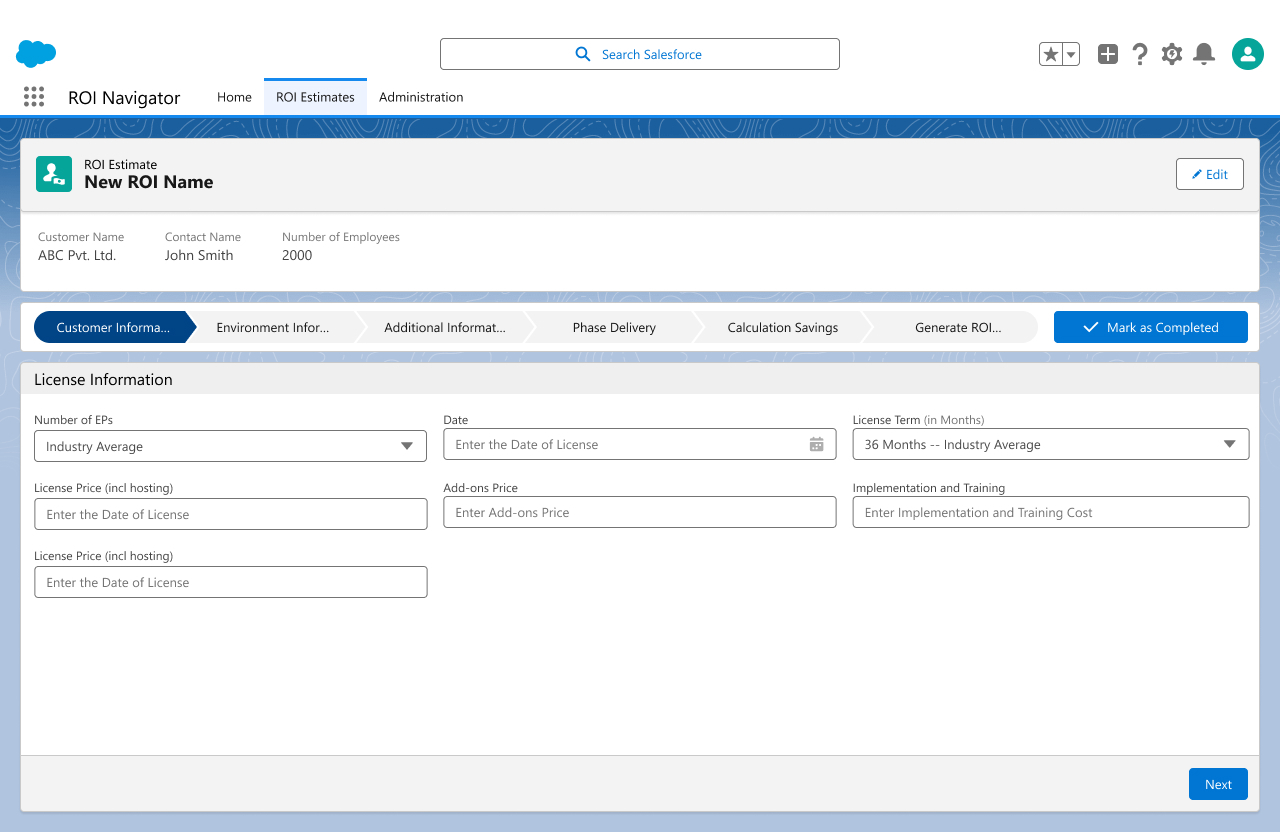 Search Salesforce
ROI Navigator
Home
ROI Estimates
Administration
ROI Estimate
New ROI Name
Edit
Customer Name
Contact Name
Number of Employees
ABC Pvt. Ltd.
John Smith
2000
Customer Informa...
Environment Infor...
Additional Informat...
Phase Delivery
Calculation Savings
Generate ROI...
Mark as Completed
License Information
Number of EPs
Date
License Term (in Months)
Industry Average
Enter the Date of License
36 Months -- Industry Average
License Price (incl hosting)
Add-ons Price
Implementation and Training
Enter the Date of License
Enter Add-ons Price
Enter Implementation and Training Cost
License Price (incl hosting)
Enter the Date of License
Next